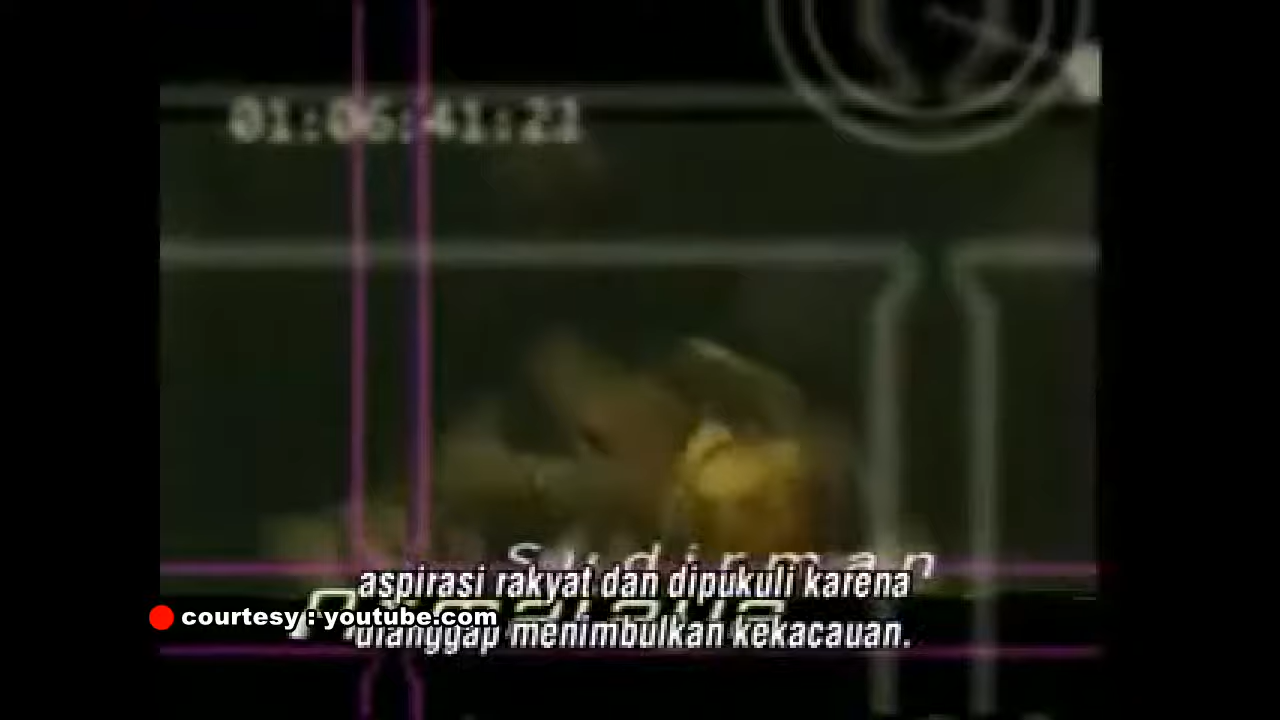 01:06:41:21
Sudirman
aspirasi rakyat dan dipukuli karena
courtesy : youtube.com
dianggap menimbulkan kekacauan.